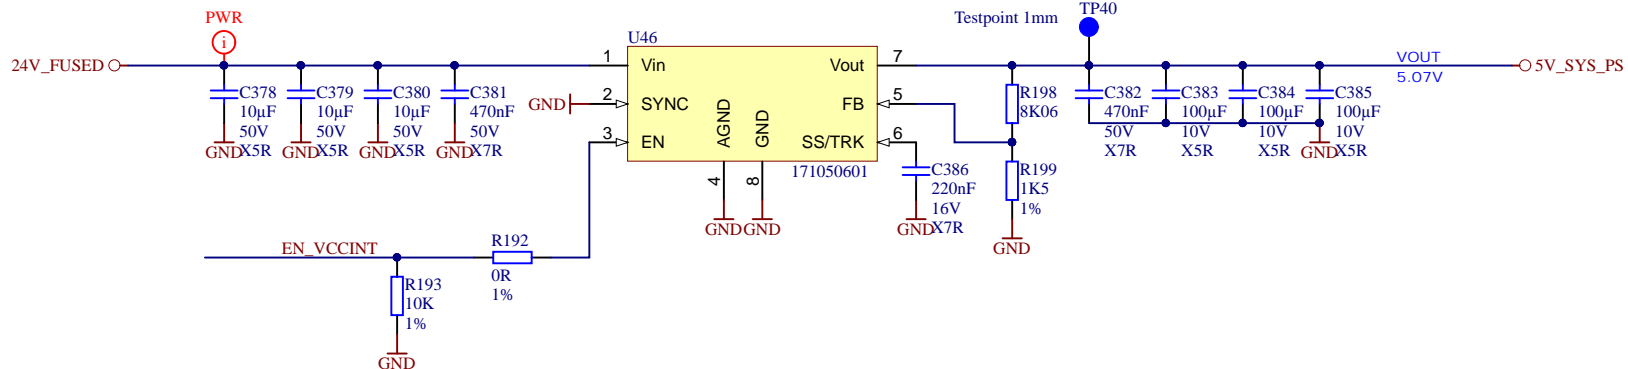 PWR
i
24V_FUSED
C378
10µF
50V
X5R
GND
C379
10µF
50V
X5R
GND
C380
10µF
50V
X5R
GND
C381
470nF
50V
X7R
GND
U46
1
Vin
2
SYNC
GND
3
EN
AGND
4
GND
GND
8
GND
Vout
7
FB
5
SS/TRK
6
171050601
C386
220nF
16V
X7R
GND
R198
8K06
R199
1K5
1%
GND
Testpoint 1mm
TP40
C382
470nF
50V
X7R
C383
100µF
10V
X5R
C384
100µF
10V
X5R
C385
100µF
10V
X5R
GND
VOUT
5.07V
5V_SYS_PS
EN_VCCINT
R192
0R
1%
R193
10K
1%
GND